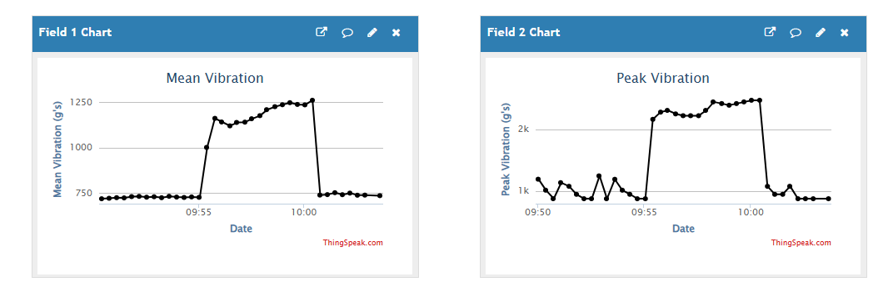 Field 1 Chart
Mean Vibration
Mean Vibration (g's)
1250
1000
750
09:55 10:00
Date
ThingSpeak.com
Field 2 Chart
Peak Vibration
Peak Vibration (g's)
2k
1k
09:50 09:55 10:00
Date
ThingSpeak.com